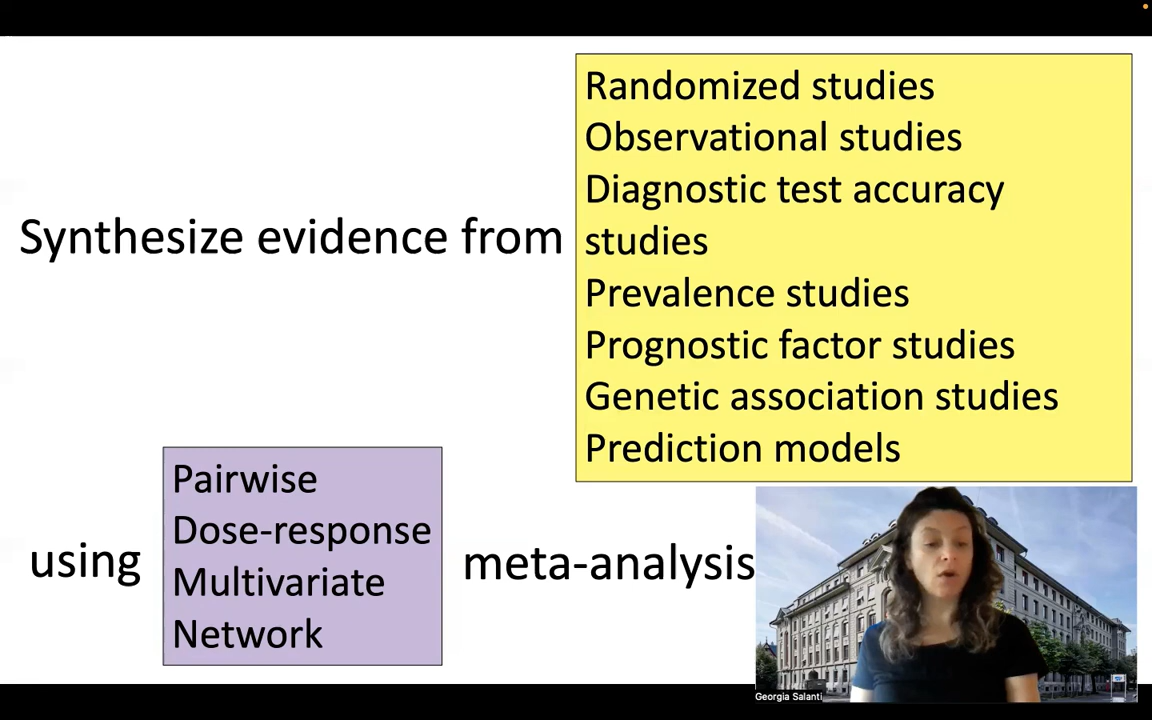 Randomized studies
Observational studies
Diagnostic test accuracy
studies
Prevalence studies
Prognostic factor studies
Genetic association studies
Prediction models
Synthesize evidence from
Pairwise
Dose-response
Multivariate
Network
using
meta-analysis
Georgia Salanti